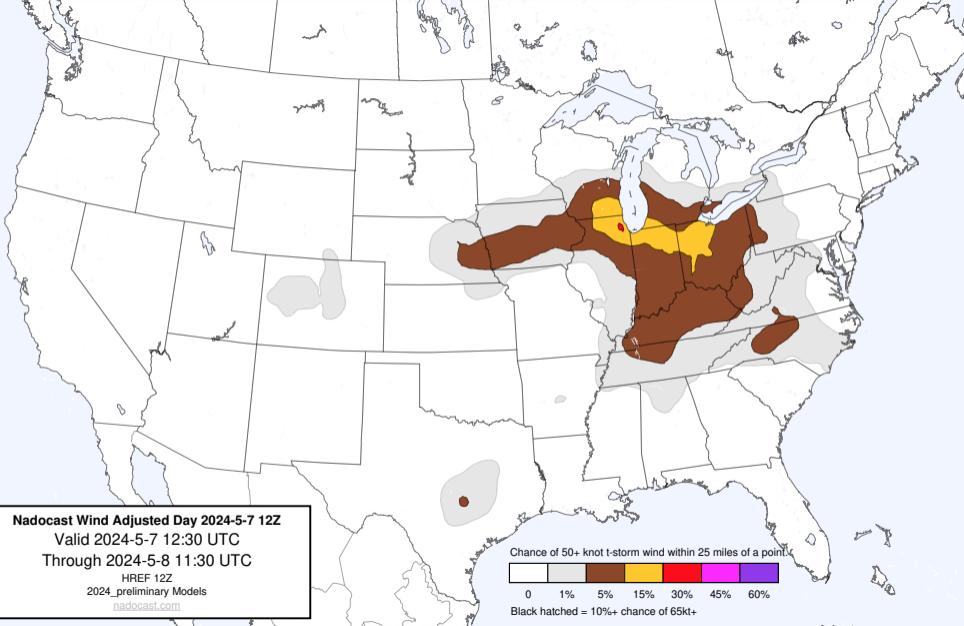 Nadocast Wind Adjusted Day 2024-5-7 12Z
Valid 2024-5-7 12:30 UTC
Through 2024-5-8 11:30 UTC
HREF 12Z
2024_preliminary Models
nadocast.com
Chance of 50+ knot t-storm wind within 25 miles of a point.
0 1% 5% 15% 30% 45% 60%
Black hatched = 10%+ chance of 65kt+